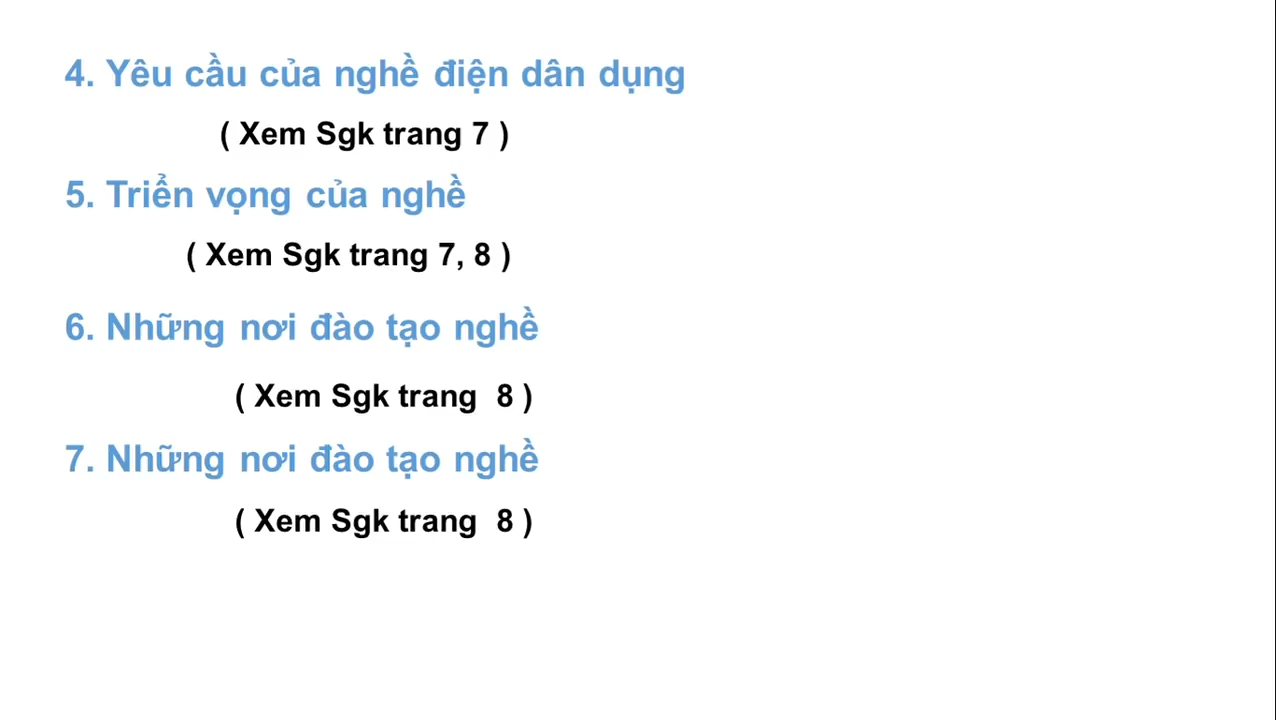 4. Yêu cầu của nghề điện dân dụng
( Xem Sgk trang 7 )
5. Triển vọng của nghề
( Xem Sgk trang 7, 8 )
6. Những nơi đào tạo nghề
( Xem Sgk trang  8 )
7. Những nơi đào tạo nghề
( Xem Sgk trang  8 )